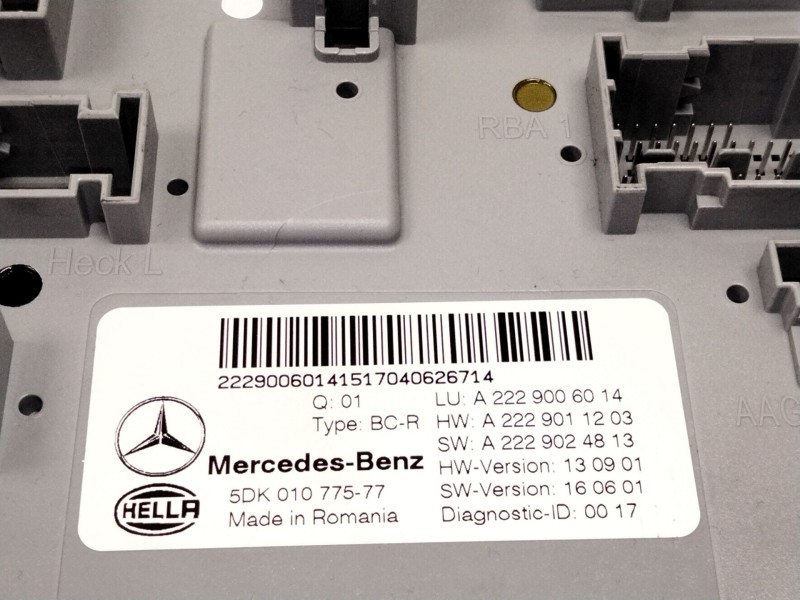 RBA 1
Heck L
AAG
22290060141517040626714
Q: 01
Type: BC-R
LU: A 222 900 60 14
HW: A 222 901 12 03
SW: A 222 902 48 13
Mercedes-Benz
HW-Version: 13 09 01
HELLA
5DK 010 775-77
SW-Version: 16 06 01
Made in Romania
Diagnostic-ID: 00 17